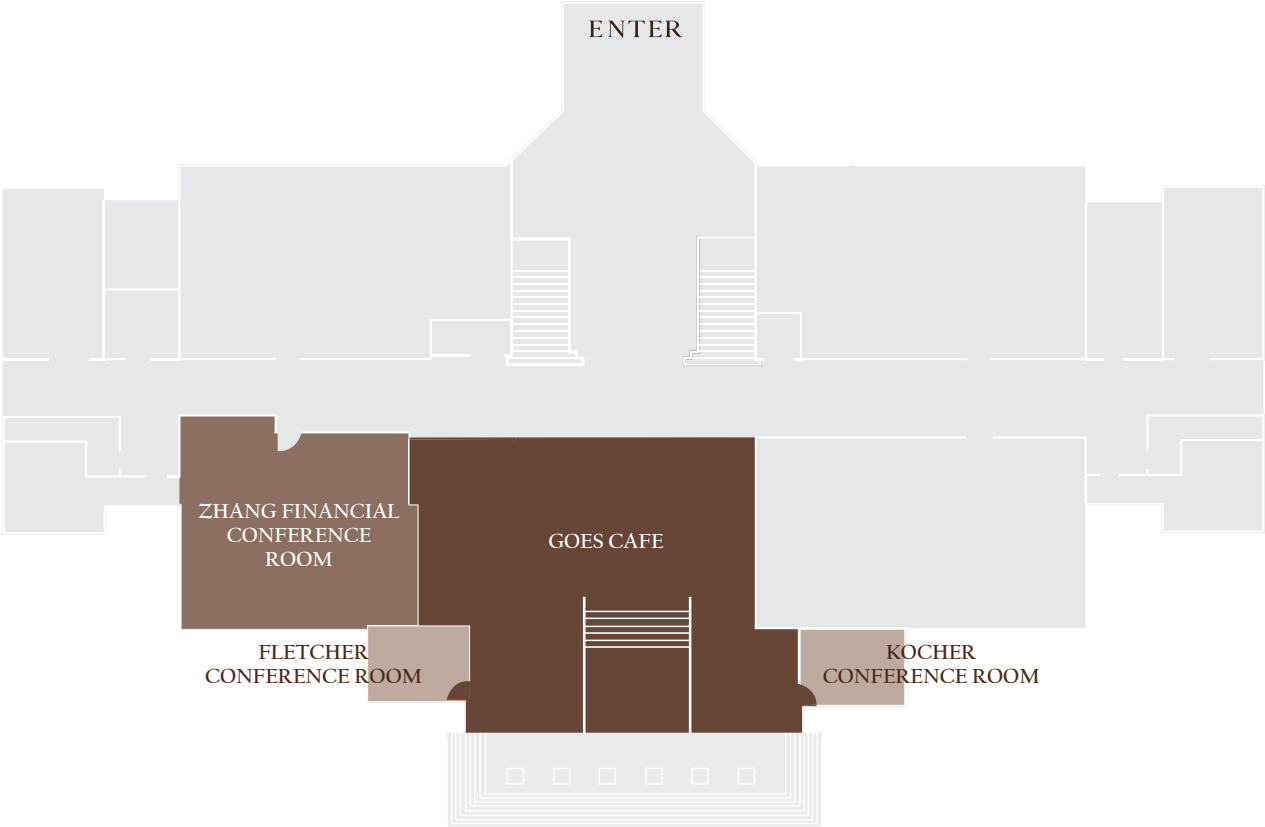 ENTER
ZHANG FINANCIAL
CONFERENCE
ROOM
GOES CAFE
FLETCHER
CONFERENCE ROOM
KOCHER
CONFERENCE ROOM